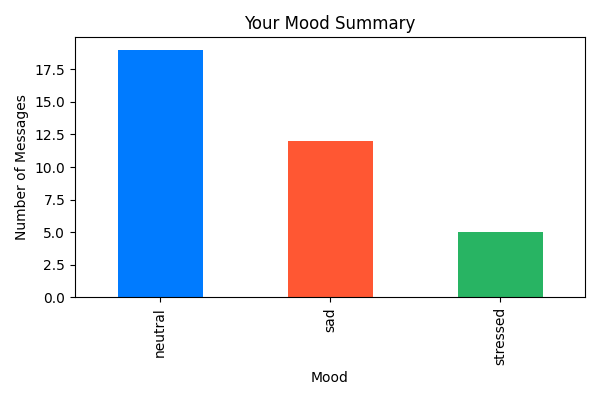 Your Mood Summary
Number of Messages
17.5
15.0
12.5
10.0
7.5
5.0
2.5
0.0
neutral
sad
stressed
Mood